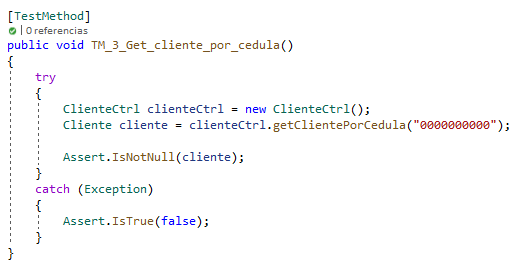 [TestMethod]
| 0 referencias
public void TM_3_Get_cliente_por_cedula()
{
    try
    {
        ClienteCtrl clienteCtrl = new ClienteCtrl();
        Cliente cliente = clienteCtrl.getClientePorCedula("0000000000");

        Assert.IsNotNull(cliente);
    }
    catch (Exception)
    {
        Assert.IsTrue(false);
    }
}